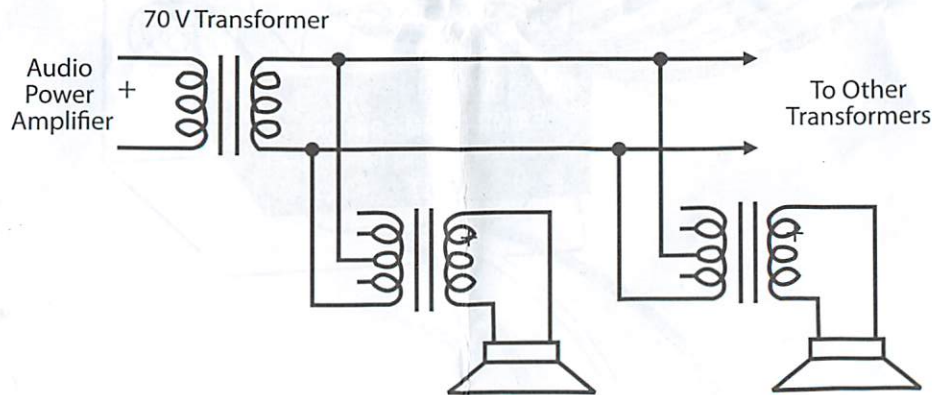 70 V Transformer
Audio
Power
Amplifier
+
To Other
Transformers
+
+